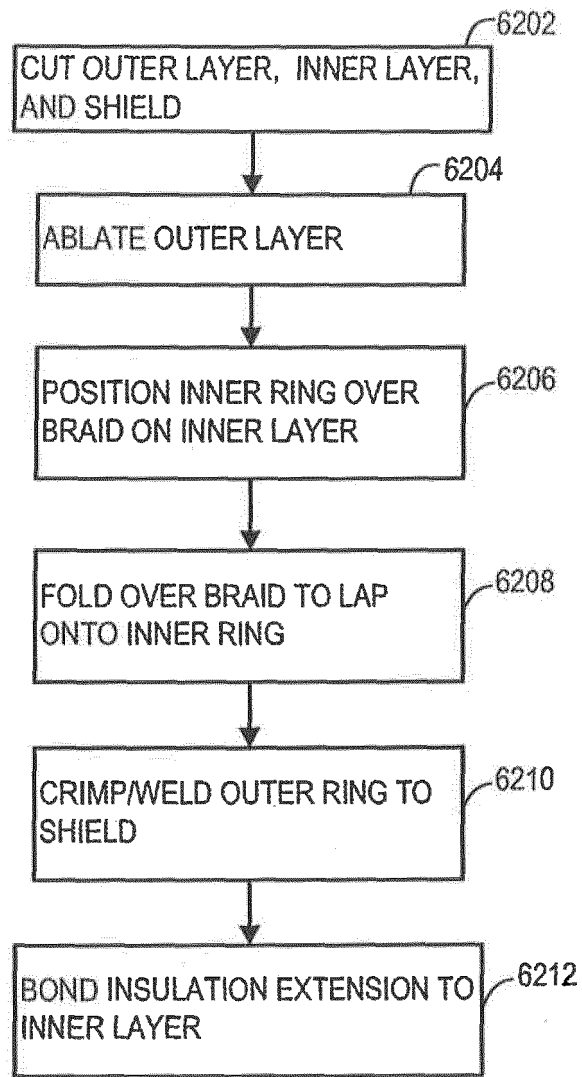 6202
CUT OUTER LAYER, INNER LAYER,
AND SHIELD
6204
ABLATE OUTER LAYER
6206
POSITION INNER RING OVER
BRAID ON INNER LAYER
6208
FOLD OVER BRAID TO LAP
ONTO INNER RING
6210
CRIMP/WELD OUTER RING TO
SHIELD
6212
BOND INSULATION EXTENSION TO
INNER LAYER